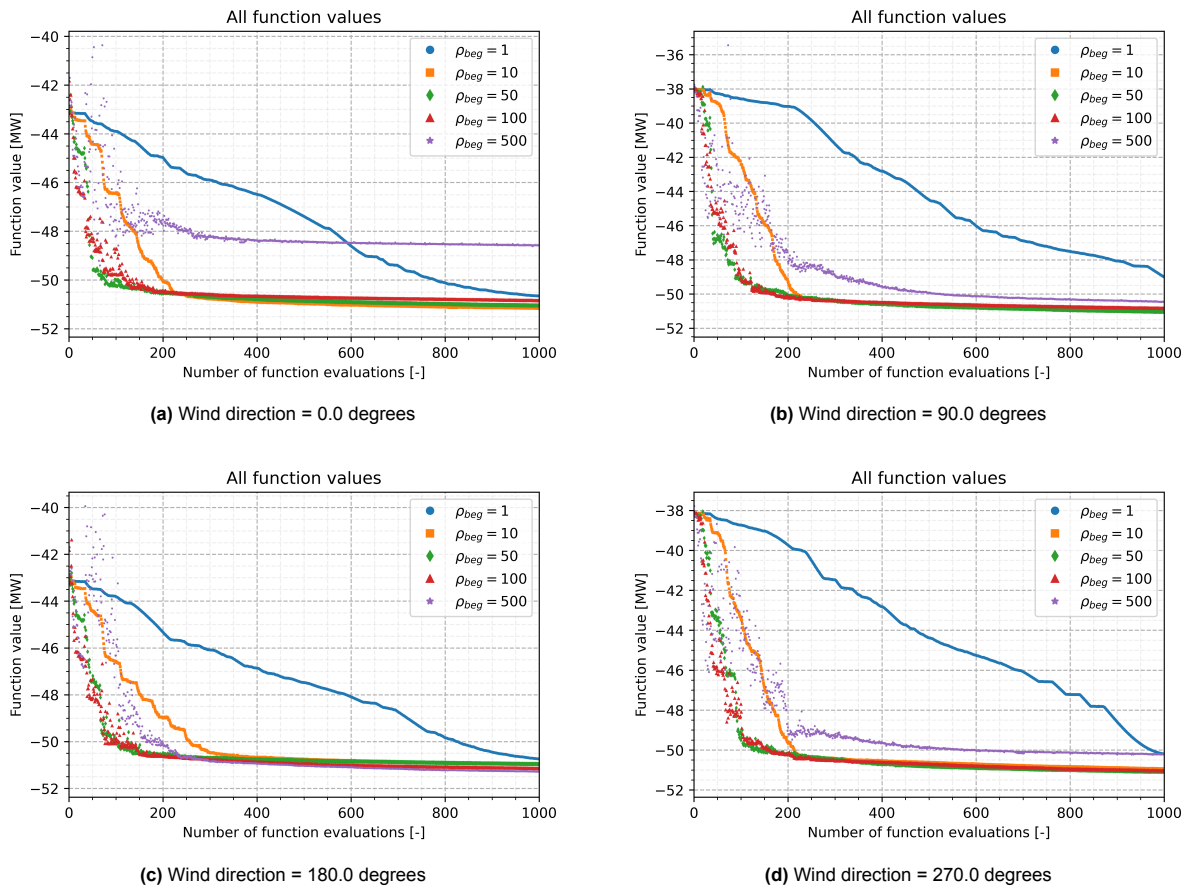 All function values
−40
−42
−44
−46
−48
−50
−52
Function value [MW]
ρbeg = 1
ρbeg = 10
ρbeg = 50
ρbeg = 100
ρbeg = 500
0 200 400 600 800 1000
Number of function evaluations [-]
(a) Wind direction = 0.0 degrees
All function values
−36
−38
−40
−42
−44
−46
−48
−50
−52
Function value [MW]
ρbeg = 1
ρbeg = 10
ρbeg = 50
ρbeg = 100
ρbeg = 500
0 200 400 600 800 1000
Number of function evaluations [-]
(b) Wind direction = 90.0 degrees
All function values
−40
−42
−44
−46
−48
−50
−52
Function value [MW]
ρbeg = 1
ρbeg = 10
ρbeg = 50
ρbeg = 100
ρbeg = 500
0 200 400 600 800 1000
Number of function evaluations [-]
(c) Wind direction = 180.0 degrees
All function values
−38
−40
−42
−44
−46
−48
−50
−52
Function value [MW]
ρbeg = 1
ρbeg = 10
ρbeg = 50
ρbeg = 100
ρbeg = 500
0 200 400 600 800 1000
Number of function evaluations [-]
(d) Wind direction = 270.0 degrees